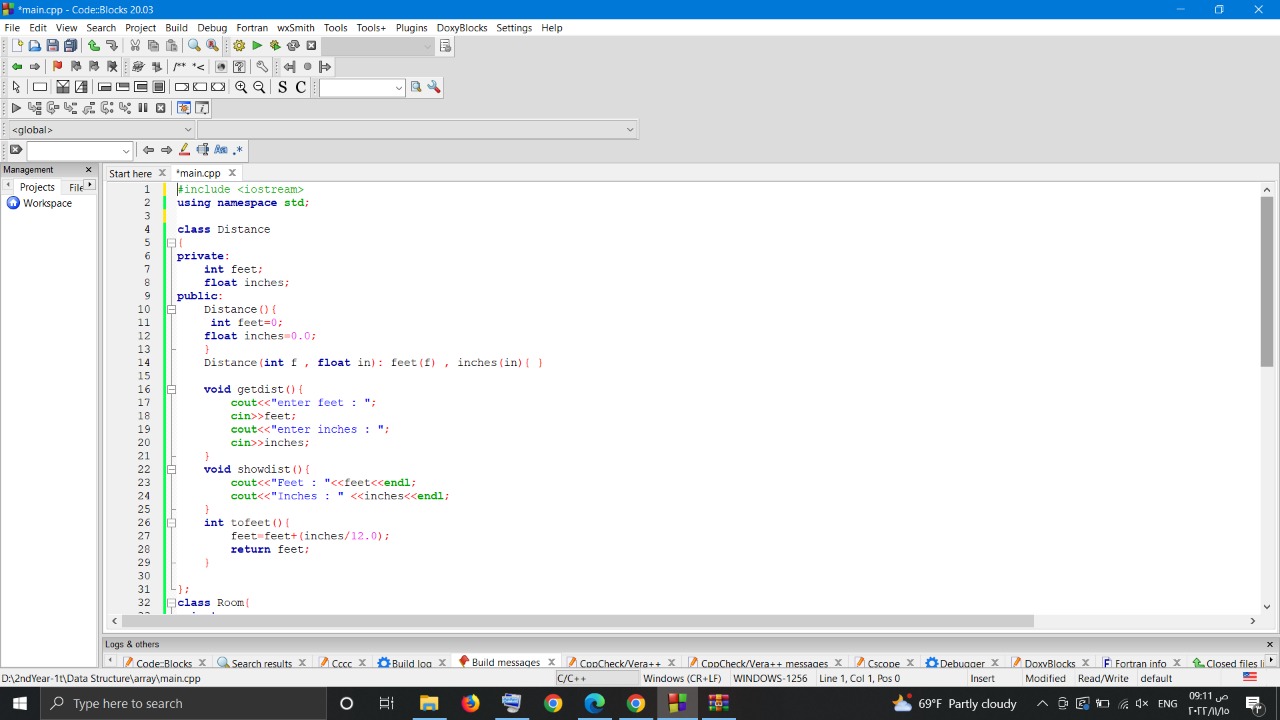 *main.cpp - Code::Blocks 20.03
File Edit View Search Project Build Debug Fortran wxSmith Tools Tools+ Plugins DoxyBlocks Settings Help
/** *<
S C
<global>
Aa .*
Management
Projects File
Workspace
Start here *main.cpp
1 #include <iostream>
2 using namespace std;
3
4 class Distance
5 {
6 private:
7 int feet;
8 float inches;
9 public:
10 Distance(){
11 int feet=0;
12 float inches=0.0;
13 }
14 Distance(int f , float in): feet(f) , inches(in){ }
15
16 void getdist(){
17 cout<<"enter feet : ";
18 cin>>feet;
19 cout<<"enter inches : ";
20 cin>>inches;
21 }
22 void showdist(){
23 cout<<"Feet : "<<feet<<endl;
24 cout<<"Inches : " <<inches<<endl;
25 }
26 int tofeet(){
27 feet=feet+(inches/12.0);
28 return feet;
29 }
30
31 };
32 class Room{
Logs & others
Code::Blocks Search results Cccc Build log Build messages CppCheck/Vera++ CppCheck/Vera++ messages Cscope Debugger DoxyBlocks Fortran info Closed files l
D:\2ndYear-1t\Data Structure\array\main.cpp C/C++ Windows (CR+LF) WINDOWS-1256 Line 1, Col 1, Pos 0 Insert Modified Read/Write default
Type here to search 69°F Partly cloudy ENG
09:11 ص
٢٠٢٢/١١/١٥